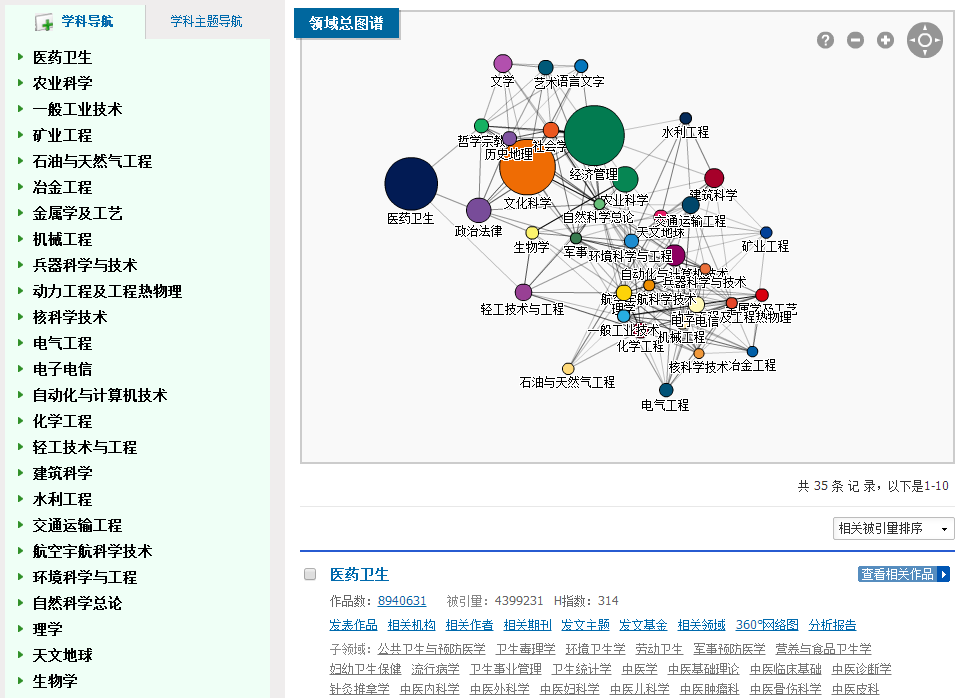 学科导航
学科主题导航
医药卫生
农业科学
一般工业技术
矿业工程
石油与天然气工程
冶金工程
金属学及工艺
机械工程
兵器科学与技术
动力工程及工程热物理
核科学技术
电气工程
电子电信
自动化与计算机技术
化学工程
轻工技术与工程
建筑科学
水利工程
交通运输工程
航空宇航科学技术
环境科学与工程
自然科学总论
理学
天文地球
生物学
领域总图谱
文学
艺术
语言文字
水利工程
哲学宗教
社会学
历史地理
经济管理
医药卫生
文化科学
农业科学
建筑科学
政治法律
自然科学总论
交通运输工程
天文地球
生物学
军事
环境科学与工程
矿业工程
自动化与计算机技术
兵器科学与技术
轻工技术与工程
理学
电子电信
一般工业技术
机械工程
化学工程
核科学技术
冶金工程
石油与天然气工程
电气工程
共 35 条 记 录，以下是1-10
相关被引量排序
医药卫生
查看相关作品
作品数：8940631 被引量：4399231 H指数：314
发表作品 相关机构 相关作者 相关期刊 发文主题 发文基金 相关领域 360°网络图 分析报告
子领域：公共卫生与预防医学 卫生毒理学 环境卫生 劳动卫生 军事预防医学 营养与食品卫生学
妇幼卫生保健 流行病学 卫生事业管理 卫生统计学 中医学 中医基础理论 中医临床基础 中医诊断学
针灸推拿学 中医内科学 中医外科学 中医妇科学 中医儿科学 中医肿瘤科 中医骨伤科学 中医皮科